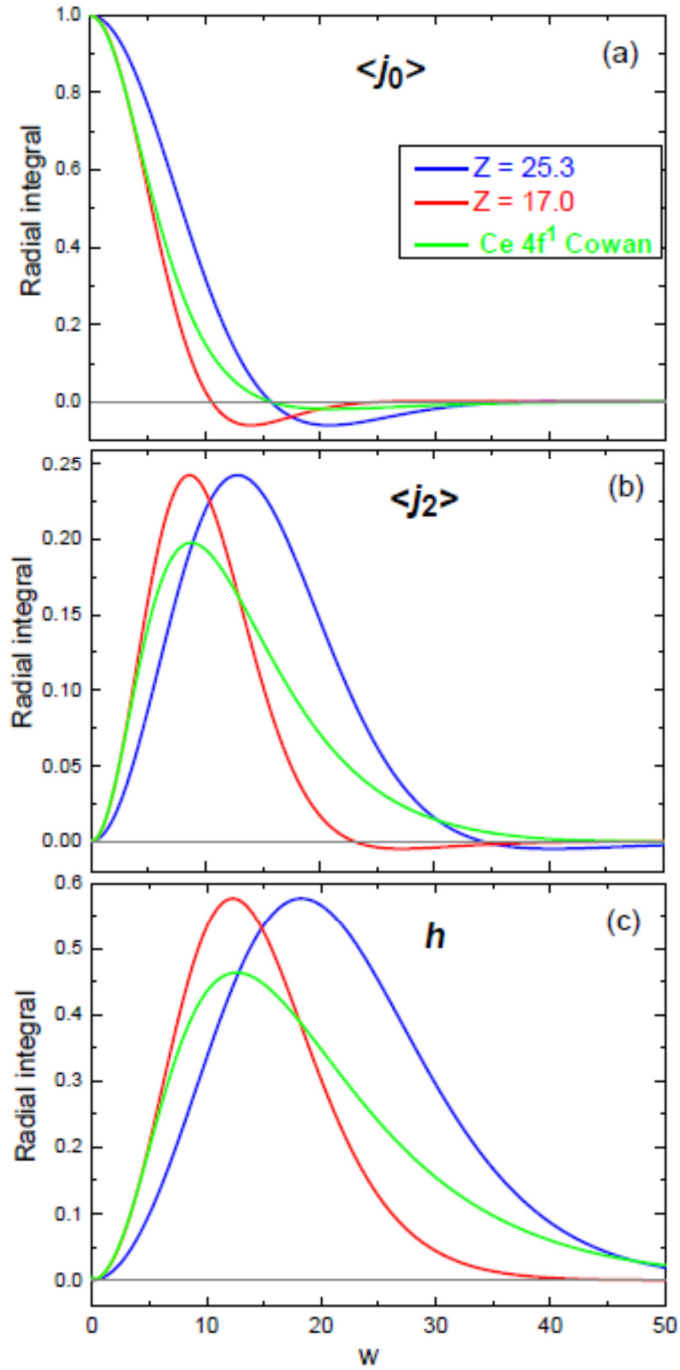 (a)
<j0>
1.0
0.8
0.6
0.4
0.2
0.0
Radial integral
Z = 25.3
Z = 17.0
Ce 4f¹ Cowan
(b)
<j2>
0.25
0.20
0.15
0.10
0.05
0.00
Radial integral
(c)
h
0.6
0.5
0.4
0.3
0.2
0.1
0.0
Radial integral
0 10 20 30 40 50
w